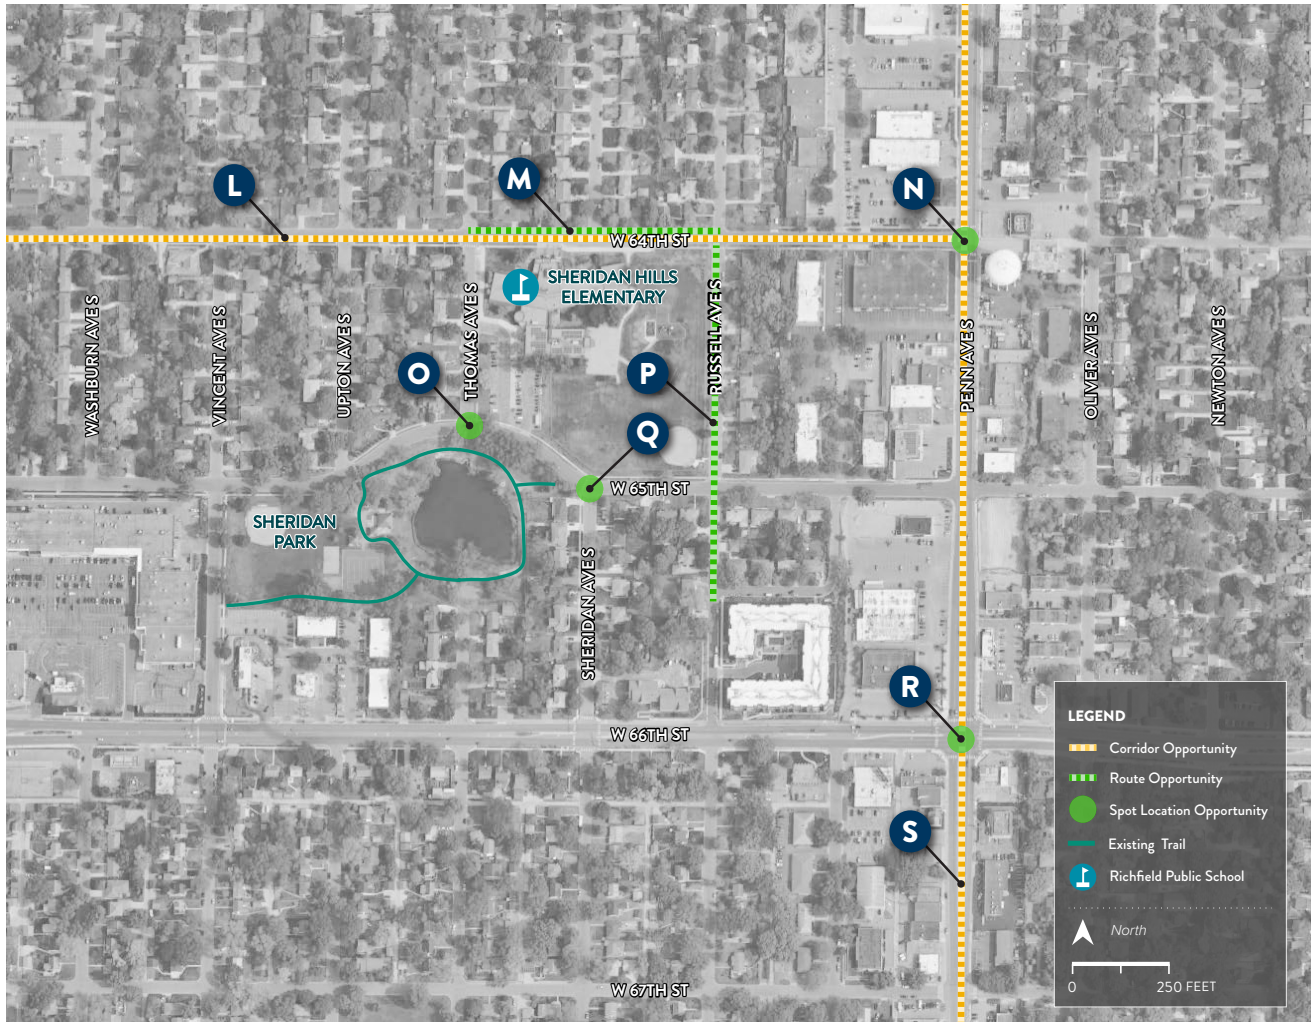 L
M
N
W 64TH ST
SHERIDAN HILLS
ELEMENTARY
WASHBURN AVE S
VINCENT AVE S
UPTON AVE S
THOMAS AVE S
RUSSELL AVE S
PENN AVE S
OLIVER AVE S
NEWTON AVE S
O
P
Q
W 65TH ST
SHERIDAN
PARK
SHERIDAN AVE S
R
W 66TH ST
S
W 67TH ST
LEGEND
Corridor Opportunity
Route Opportunity
Spot Location Opportunity
Existing Trail
Richfield Public School
North
0 250 FEET